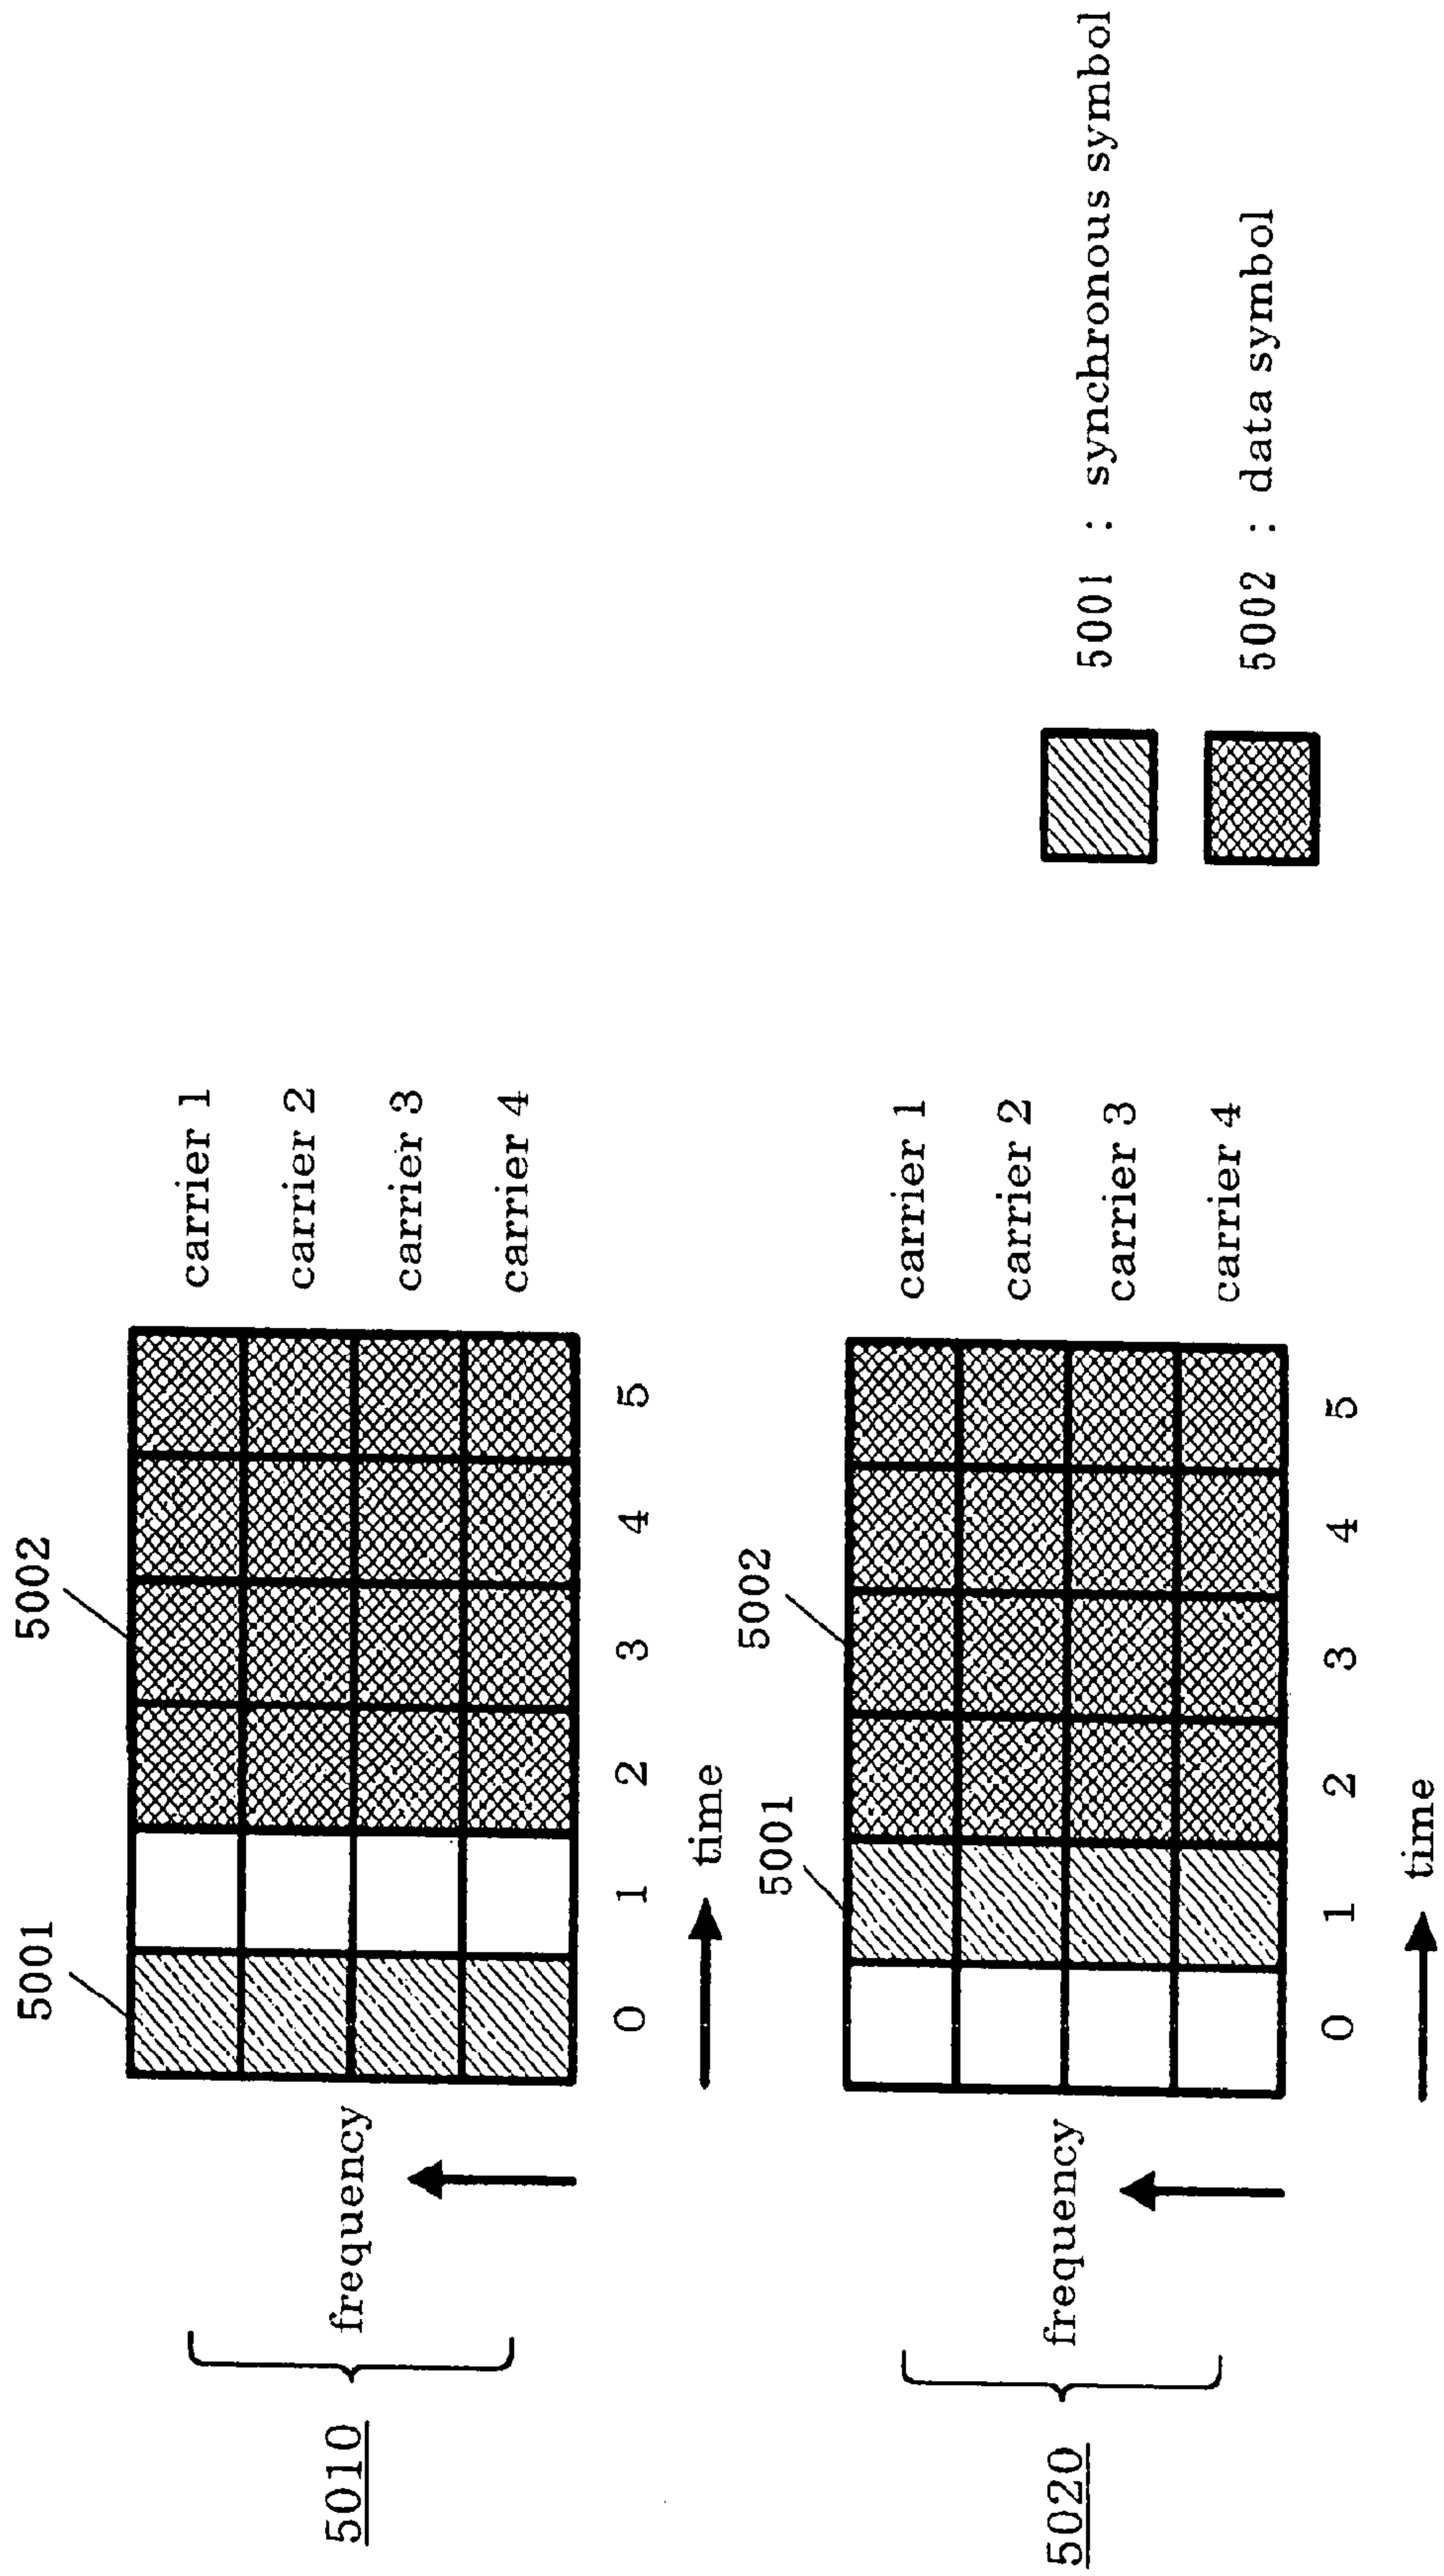 5010
frequency
5001
5002
carrier 1
carrier 2
carrier 3
carrier 4
0 1 2 3 4 5
time
5020
frequency
5001
5002
carrier 1
carrier 2
carrier 3
carrier 4
0 1 2 3 4 5
time
5001 : synchronous symbol
5002 : data symbol